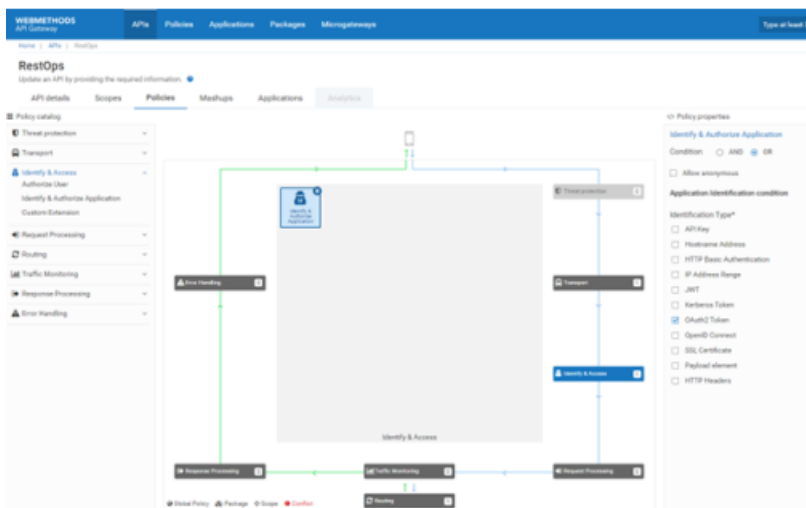 WEBMETHODS
API Gateway
APIs
Policies
Applications
Packages
Microgateways
Type at least
Home | APIs | RestOps
RestOps
Update an API by providing the required information.
API details
Scopes
Policies
Mashups
Applications
Analytics
Policy catalog
Threat protection
Transport
Identify & Access
Authorize User
Identify & Authorize Application
Custom Extension
Request Processing
Routing
Traffic Monitoring
Response Processing
Error Handling
Identify &
Authorize
Application
Threat protection
Error Handling
Transport
Identify & Access
Identify & Access
Response Processing
Traffic Monitoring
Request Processing
Routing
Global Policy
Package
Scope
Conflict
Policy properties
Identify & Authorize Application
Condition
AND
OR
Allow anonymous
Application Identification condition
Identification Type*
API Key
Hostname Address
HTTP Basic Authentication
IP Address Range
JWT
Kerberos Token
OAuth2 Token
OpenID Connect
SSL Certificate
Payload element
HTTP Headers